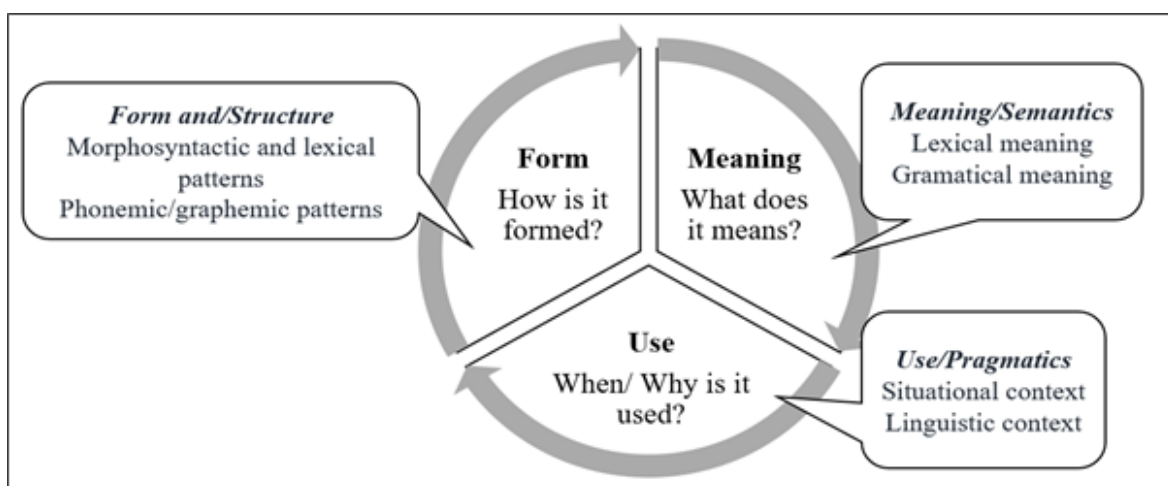 Form and/Structure
Morphosyntactic and lexical
patterns
Phonemic/graphemic patterns
Form
How is it
formed?
Meaning
What does
it means?
Meaning/Semantics
Lexical meaning
Gramatical meaning
Use
When/ Why is it
used?
Use/Pragmatics
Situational context
Linguistic context